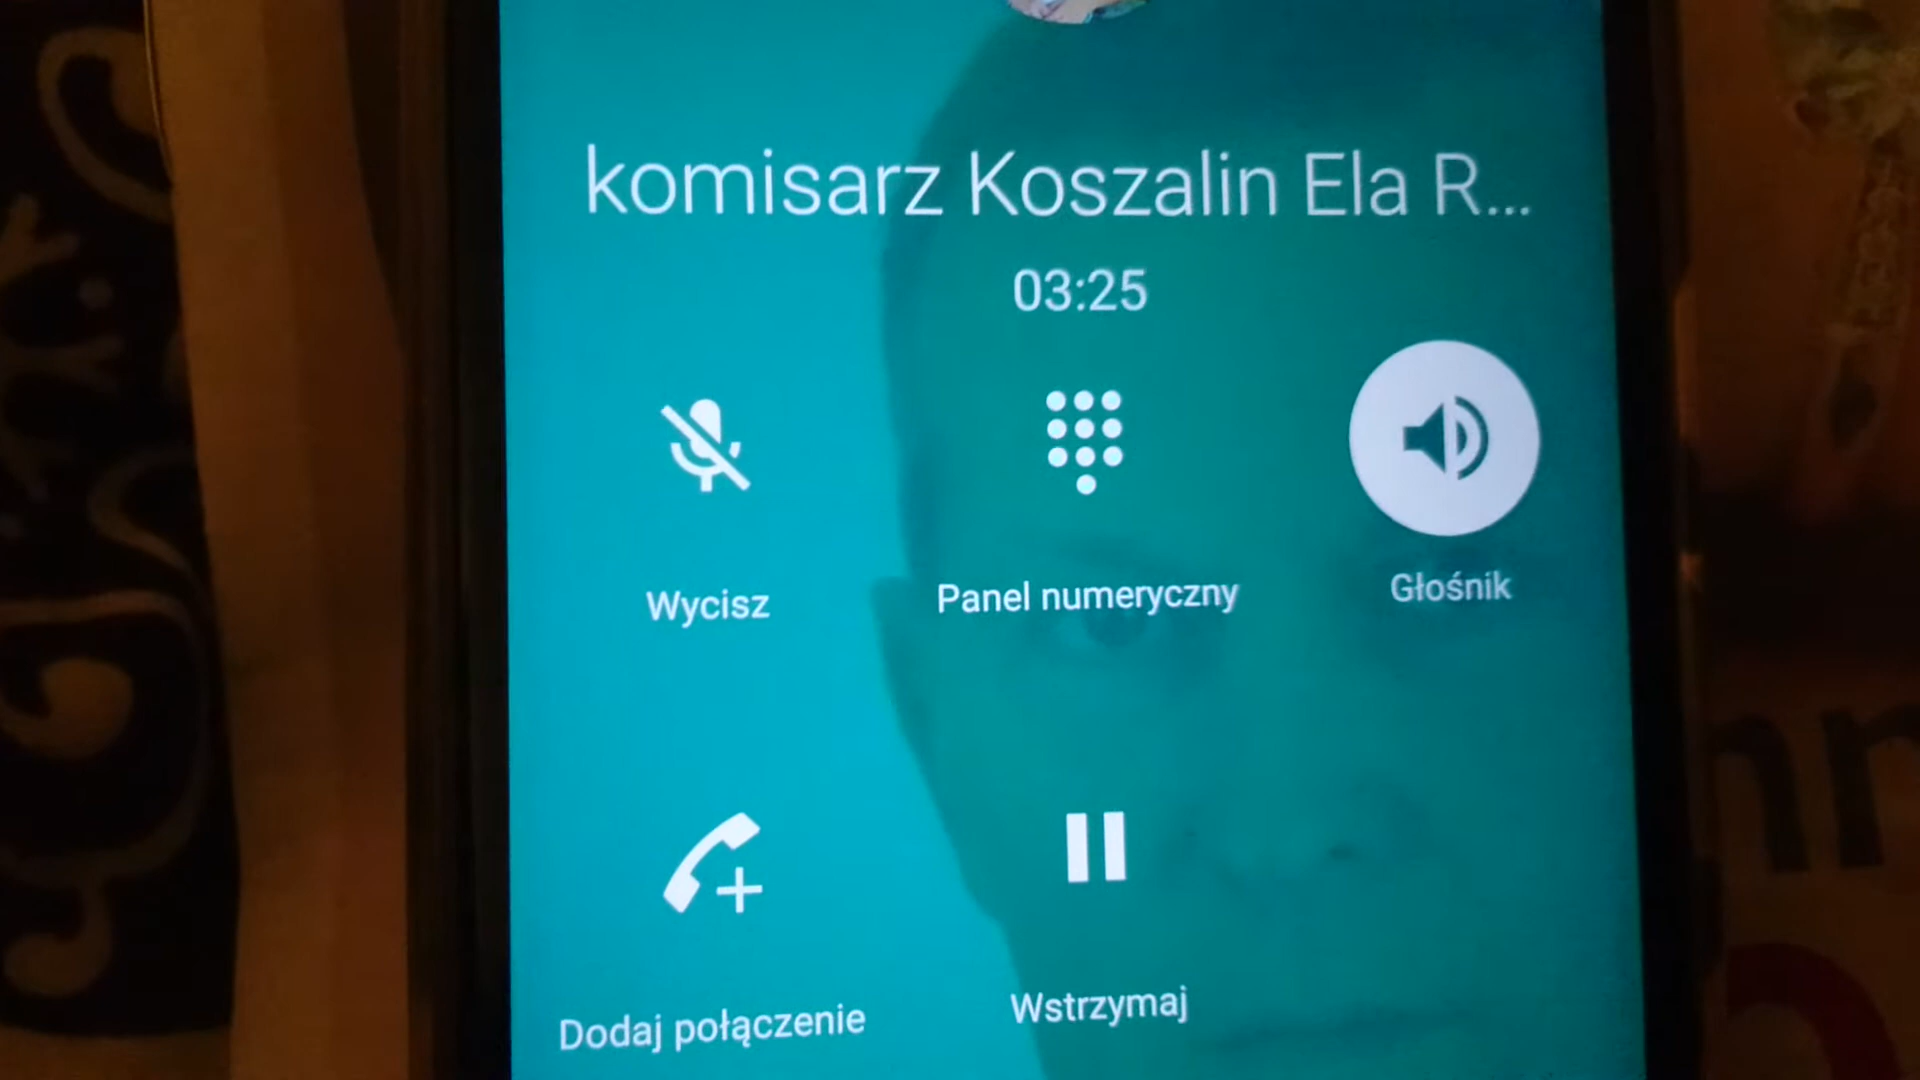 komisarz Koszalin Ela R...
03:25
Wycisz
Panel numeryczny
Głośnik
Dodaj połączenie
Wstrzymaj